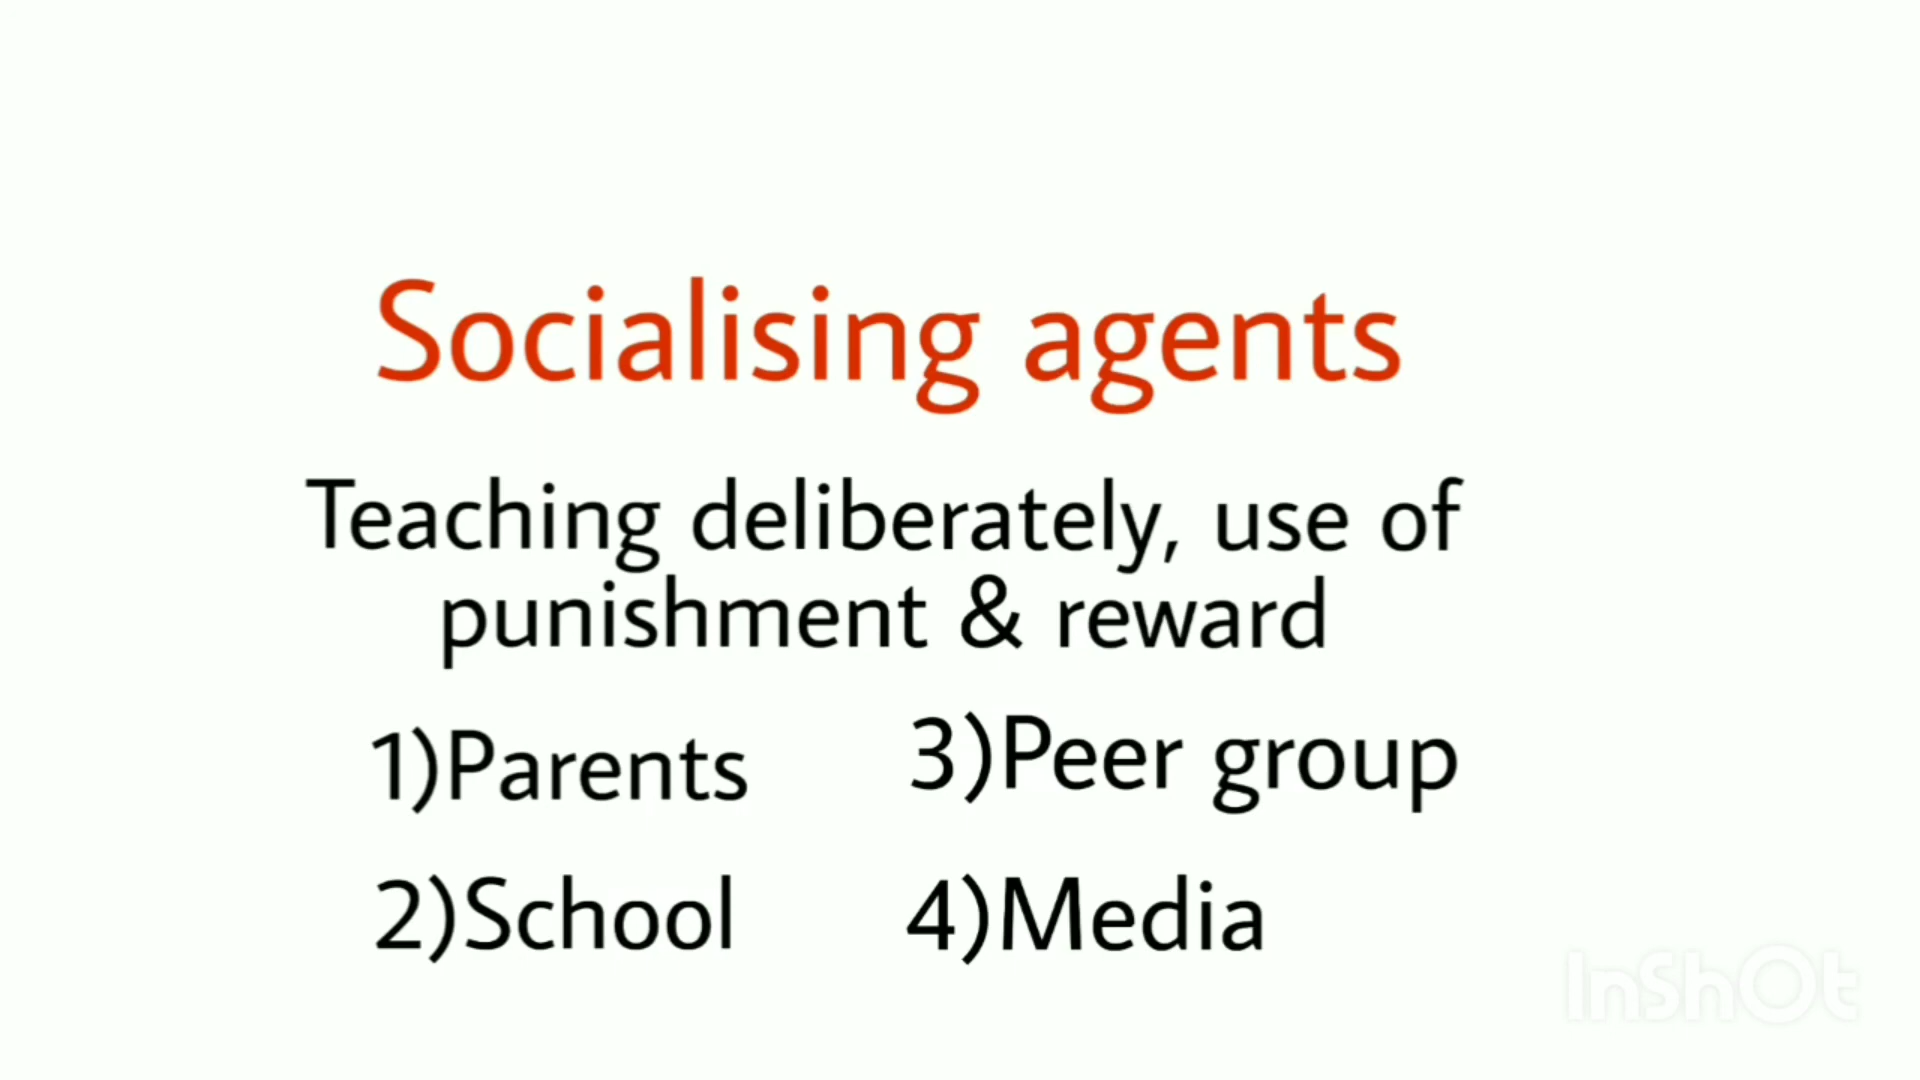 Socialising agents
Teaching deliberately, use of
punishment & reward
1)Parents
2)School
3)Peer group
4)Media
InShOt